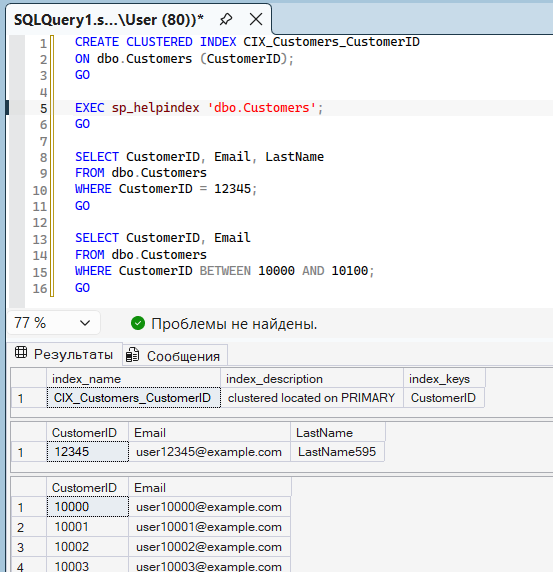 SQLQuery1.s...\User (80))*
1 CREATE CLUSTERED INDEX CIX_Customers_CustomerID
2 ON dbo.Customers (CustomerID);
3 GO
4
5 EXEC sp_helpindex 'dbo.Customers';
6 GO
7
8 SELECT CustomerID, Email, LastName
9 FROM dbo.Customers
10 WHERE CustomerID = 12345;
11 GO
12
13 SELECT CustomerID, Email
14 FROM dbo.Customers
15 WHERE CustomerID BETWEEN 10000 AND 10100;
16 GO
77 % Проблемы не найдены.
Результаты Сообщения
index_name index_description index_keys
1 CIX_Customers_CustomerID clustered located on PRIMARY CustomerID
CustomerID Email LastName
1 12345 user12345@example.com LastName595
CustomerID Email
1 10000 user10000@example.com
2 10001 user10001@example.com
3 10002 user10002@example.com
4 10003 user10003@example.com